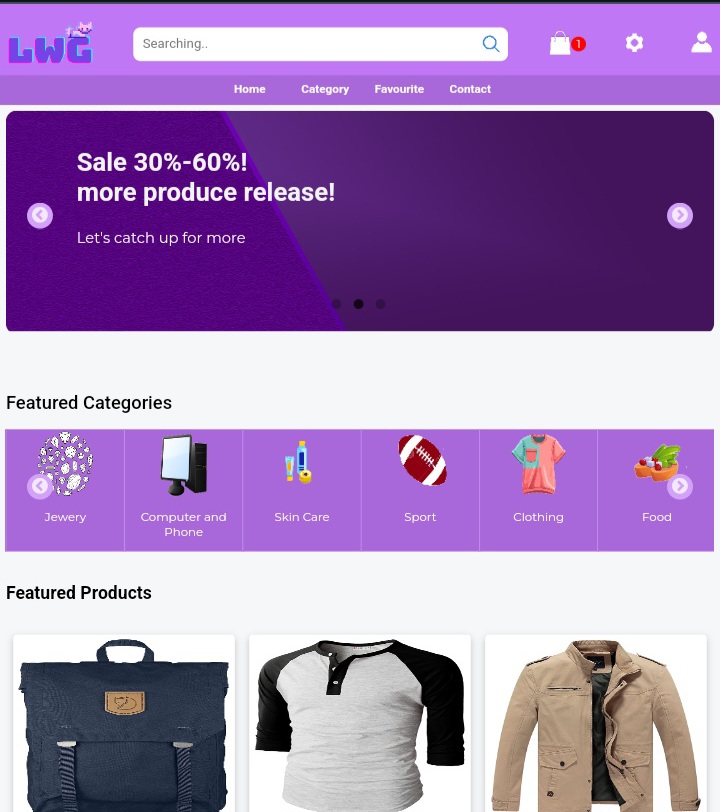 LWG
Searching..
1
Home Category Favourite Contact
Sale 30%-60%!
more produce release!
Let's catch up for more
Featured Categories
Jewery
Computer and
Phone
Skin Care
Sport
Clothing
Food
Featured Products